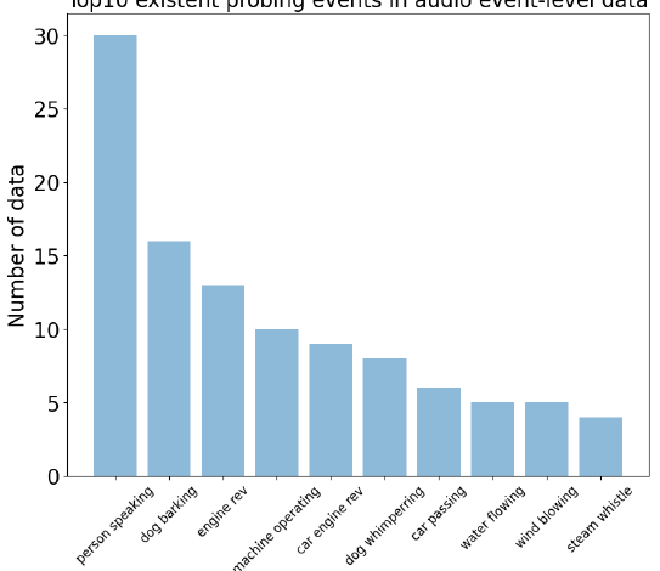 Top10 existent probing events in audio event-level data
Number of data
30
25
20
15
10
5
0
person speaking
dog barking
engine rev
machine operating
car engine rev
dog whimperring
car passing
water flowing
wind blowing
steam whistle